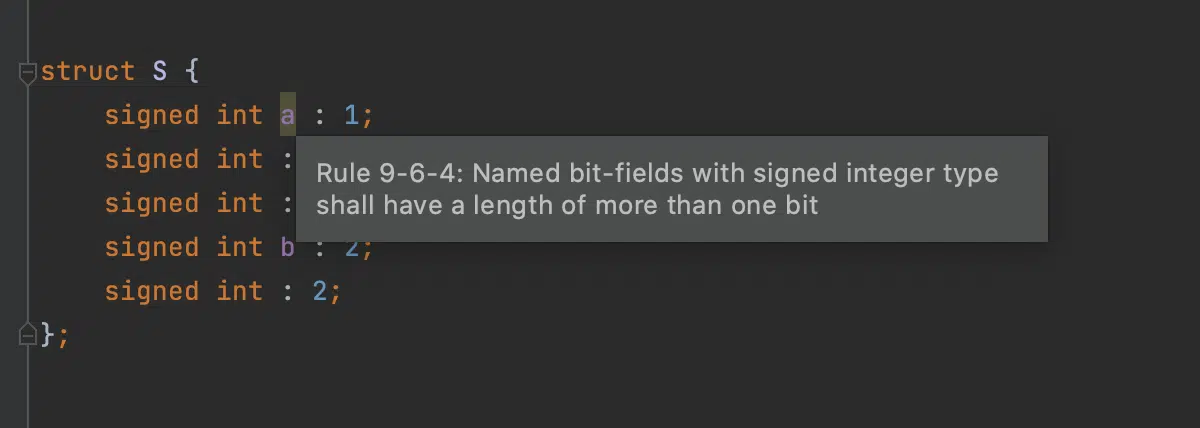 struct S {
signed int a : 1;
Rule 9-6-4: Named bit-fields with signed integer type
shall have a length of more than one bit
signed int :
signed int :
signed int b : 2;
signed int : 2;
};